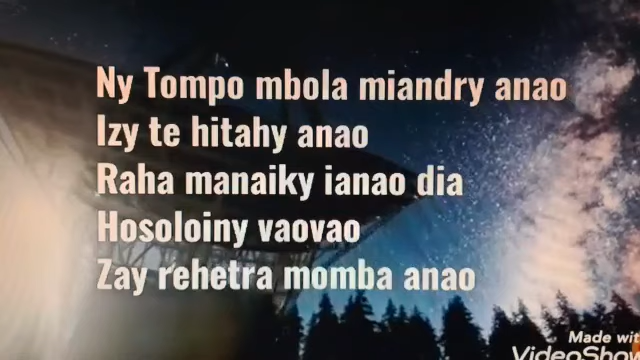 Ny Tompo mbola miandry anao
Izy te hitahy anao
Raha manaiky ianao dia
Hosoloiny vaovao
Zay rehetra momba anao
Made wit
VideoSho